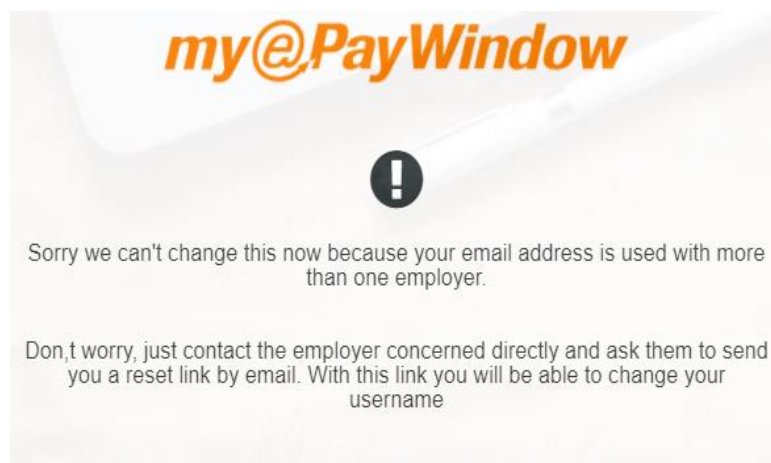 my@PayWindow
Sorry we can't change this now because your email address is used with more
than one employer.
Don,t worry, just contact the employer concerned directly and ask them to send
you a reset link by email. With this link you will be able to change your
username